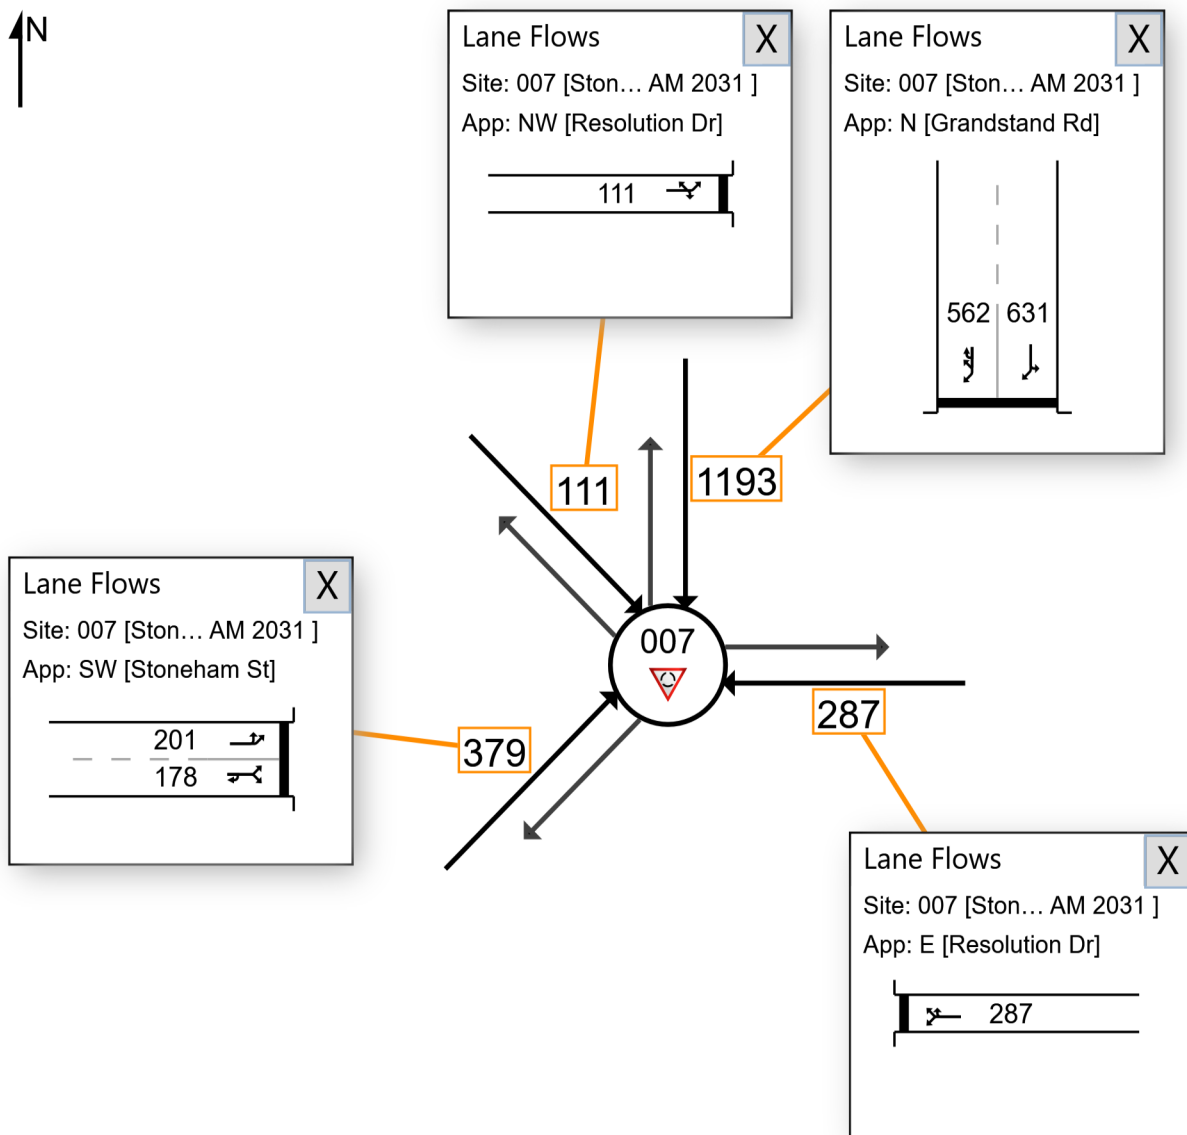 N
Lane Flows
X
Site: 007 [Ston... AM 2031 ]
App: NW [Resolution Dr]
111
Lane Flows
X
Site: 007 [Ston... AM 2031 ]
App: N [Grandstand Rd]
562 631
111
1193
Lane Flows
X
Site: 007 [Ston... AM 2031 ]
App: SW [Stoneham St]
201
178
379
007
287
Lane Flows
X
Site: 007 [Ston... AM 2031 ]
App: E [Resolution Dr]
287